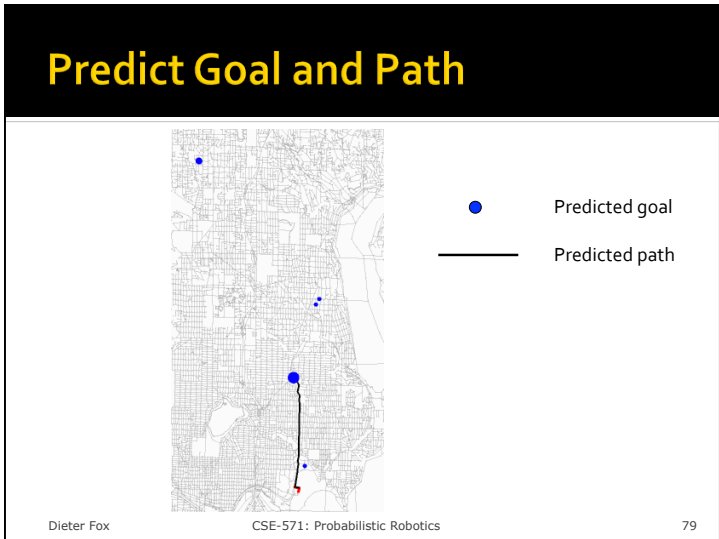 Predict Goal and Path
Predicted goal
Predicted path
Dieter Fox CSE-571: Probabilistic Robotics 79